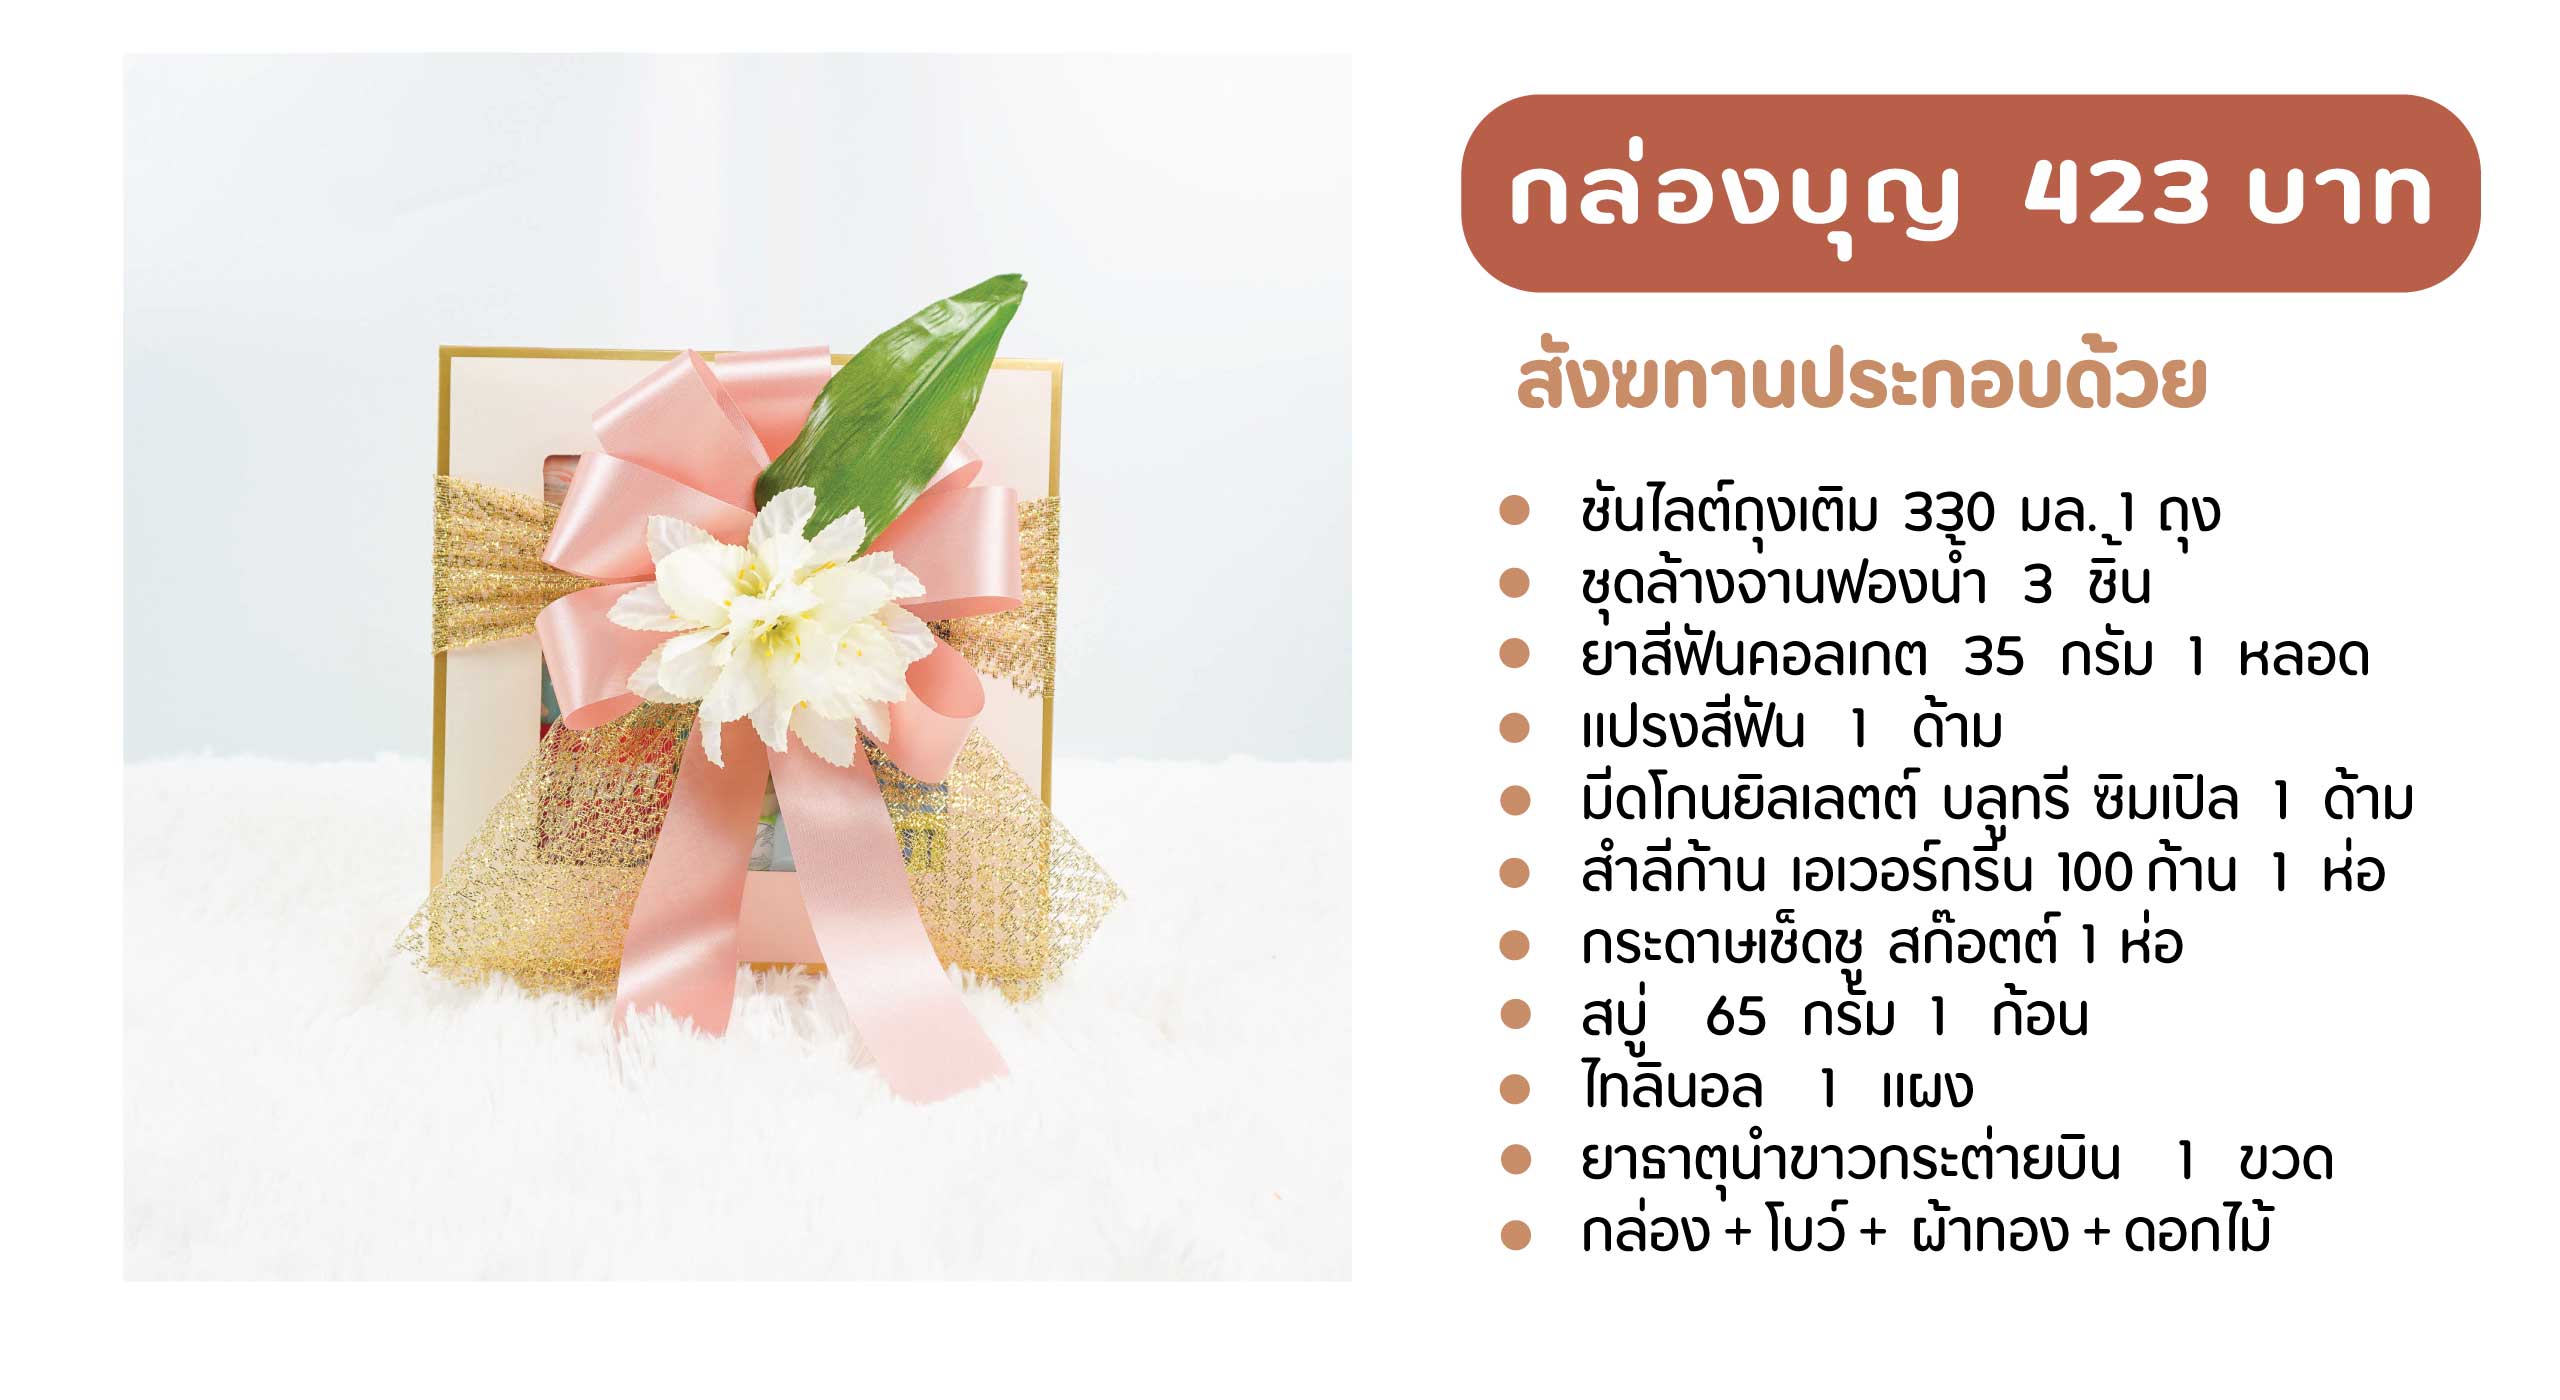 กล่องบุญ 423 บาท
สังฆทานประกอบด้วย
ซันไลต์ถุงเติม 330 มล. 1 ถุง
ชุดล้างจานฟองน้ำ 3 ชิ้น
ยาสีฟันคอลเกต 35 กรัม 1 หลอด
แปรงสีฟัน 1 ด้าม
มีดโกนยิลเลตต์ บลูทรี ซิมเปิล 1 ด้าม
สำลีก้าน เอเวอร์กรีน 100 ก้าน 1 ห่อ
กระดาษเช็ดชู สก๊อตต์ 1 ห่อ
สบู่ 65 กรัม 1 ก้อน
ไทลินอล 1 แผง
ยาธาตุนำขาวกระต่ายบิน 1 ขวด
กล่อง + โบว์ + ผ้าทอง + ดอกไม้